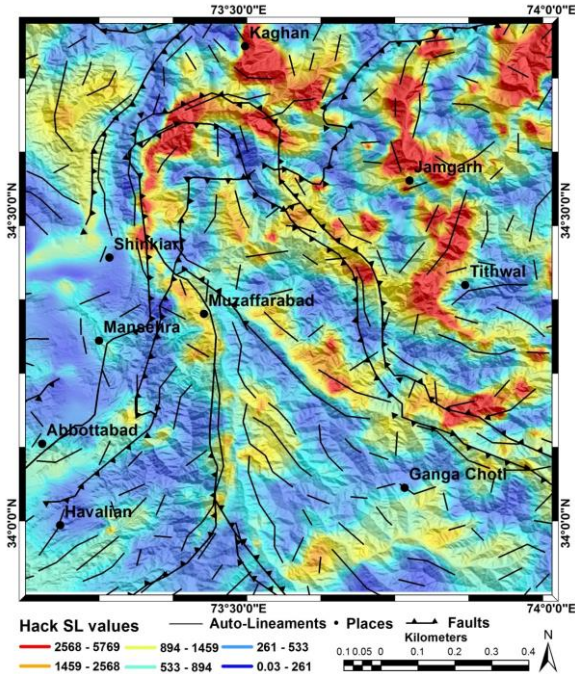 73°30'0"E 74°0'0"E
Kaghan
Jamgarh
34°30'0"N 34°30'0"N
Shinkiari
Tithwal
Muzaffarabad
Mansehra
Abbottabad
Ganga Choti
Havalian
34°0'0"N 34°0'0"N
73°30'0"E 74°0'0"E
Hack SL values
Auto-Lineaments Places Faults
Kilometers
2568 - 5769 894 - 1459 261 - 533
1459 - 2568 533 - 894 0.03 - 261
0.1 0.05 0 0.1 0.2 0.3 0.4
N